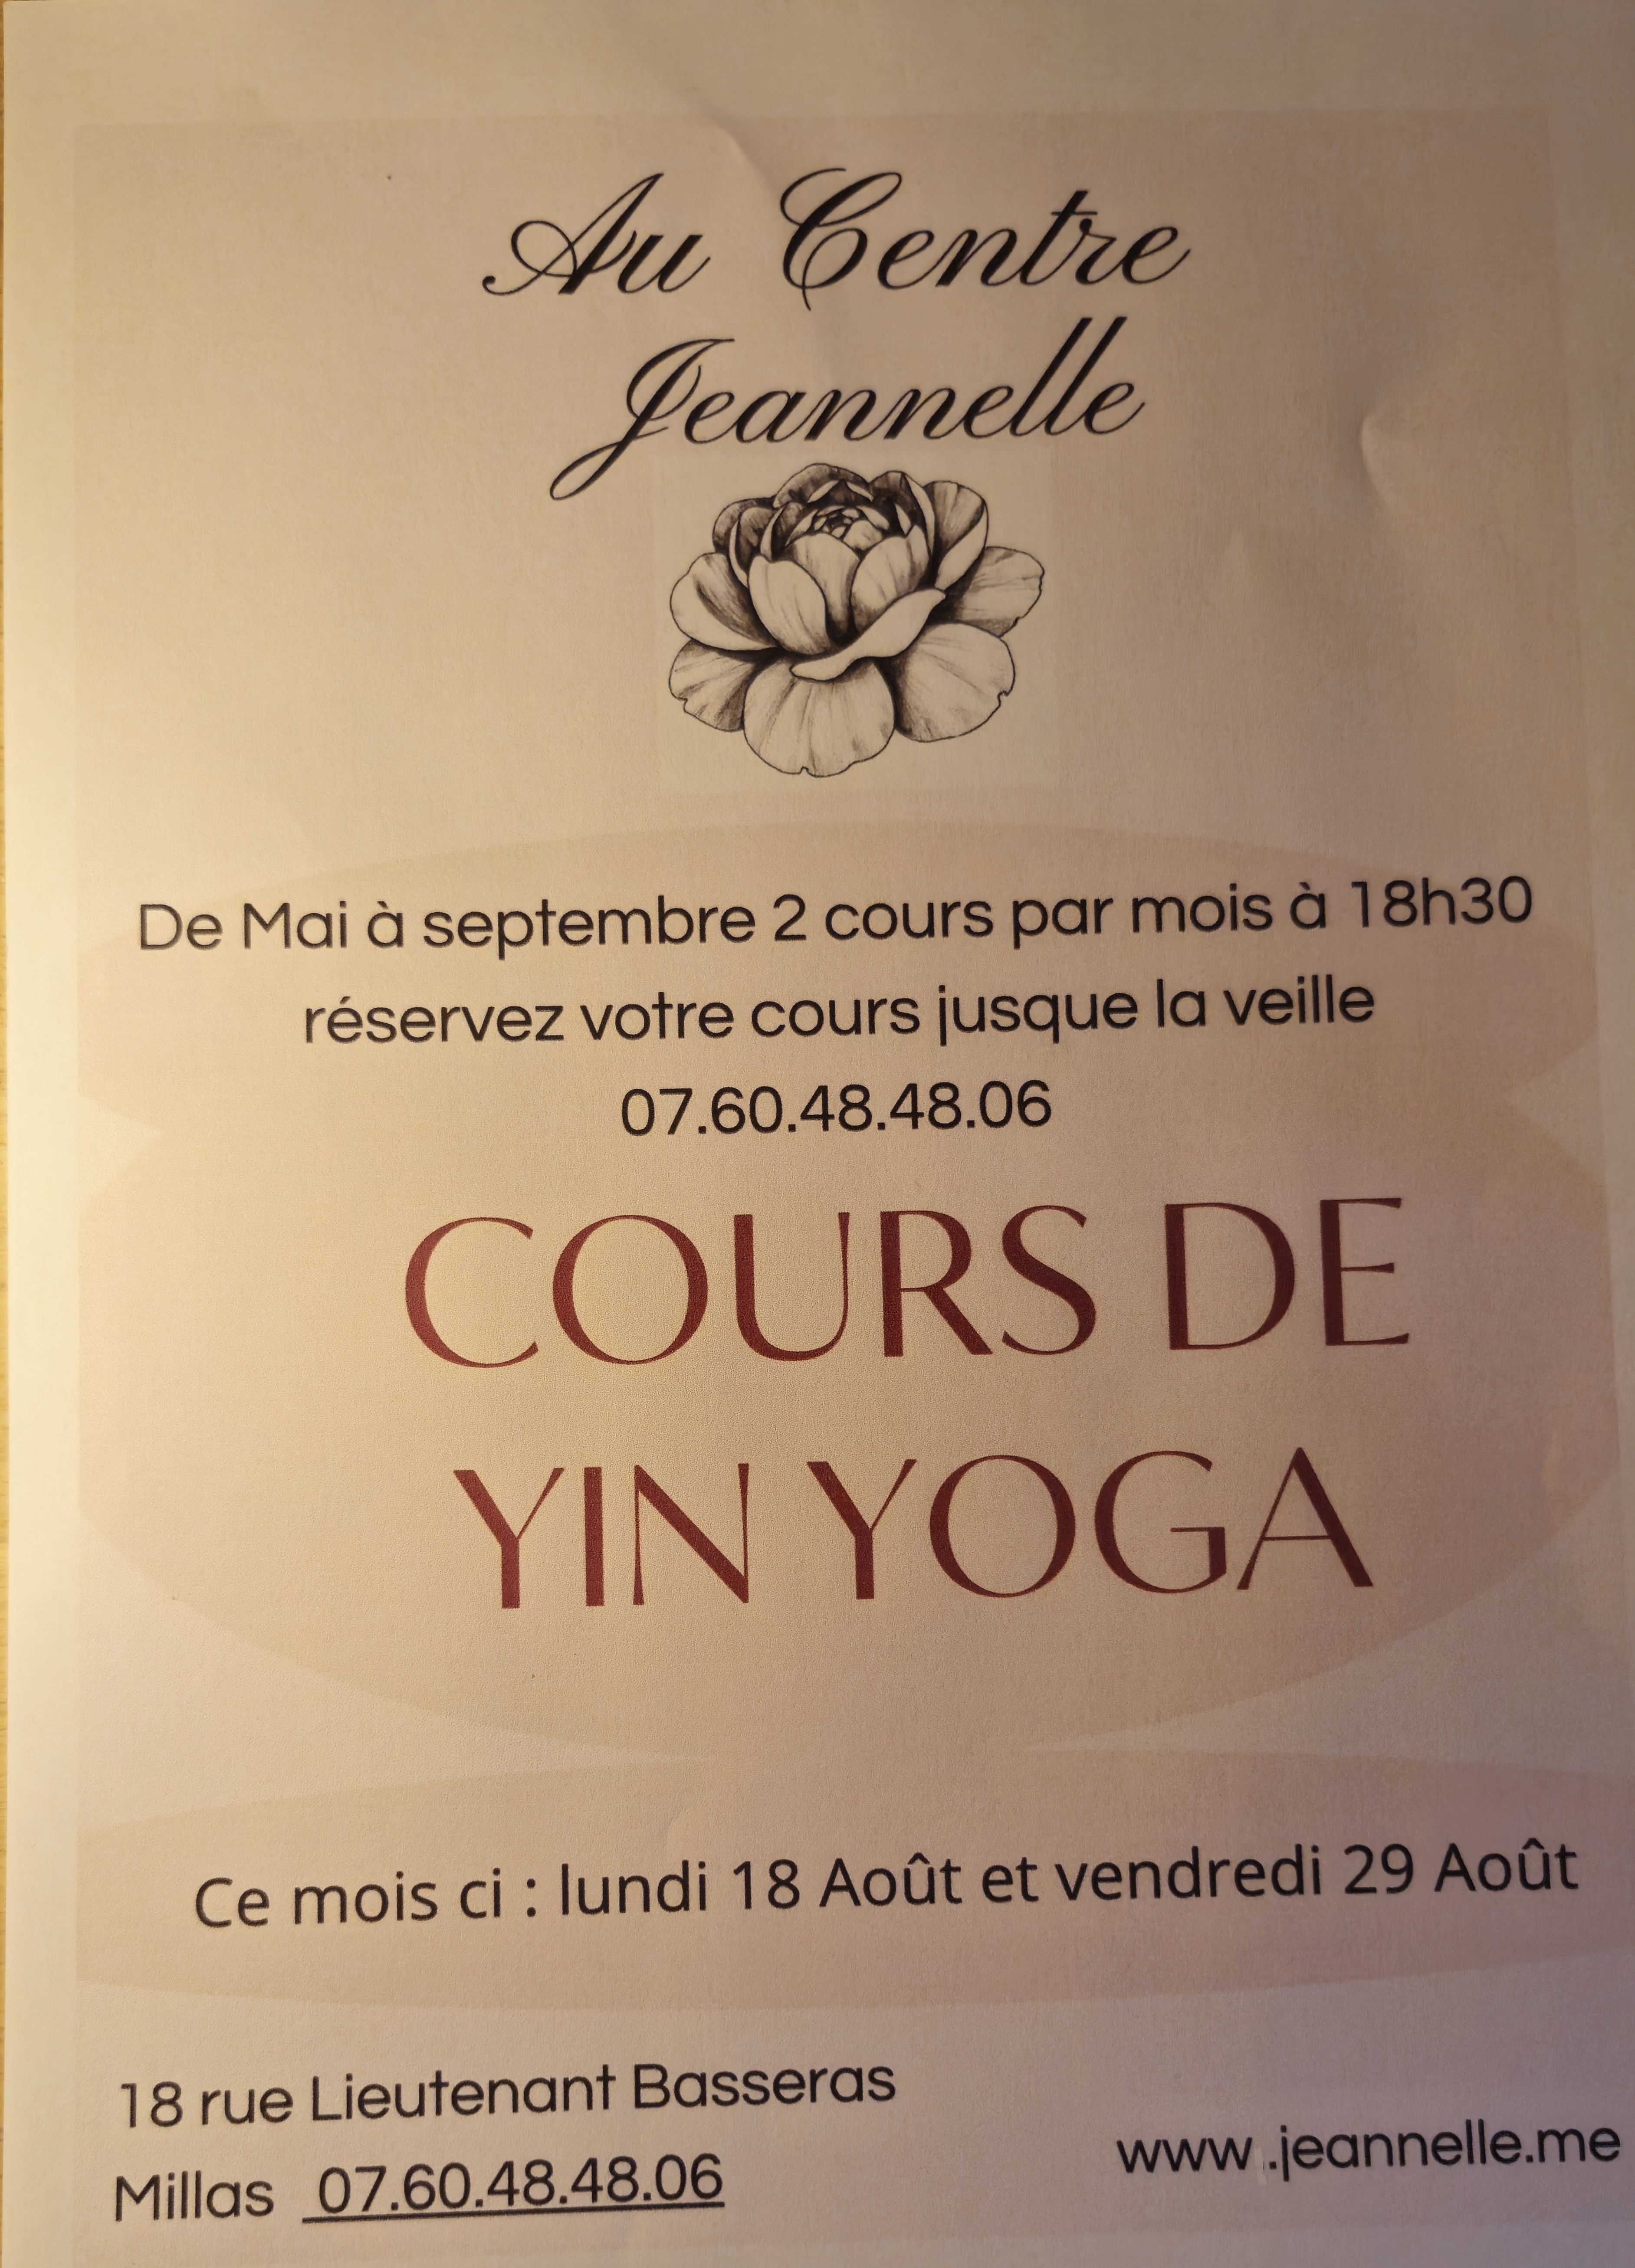 Au Centre
Jeannelle
De Mai à septembre 2 cours par mois à 18h30
réservez votre cours jusque la veille
07.60.48.48.06
COURS DE
YIN YOGA
Ce mois ci : lundi 18 Août et vendredi 29 Août
18 rue Lieutenant Basseras
Millas 07.60.48.48.06
www.jeannelle.me